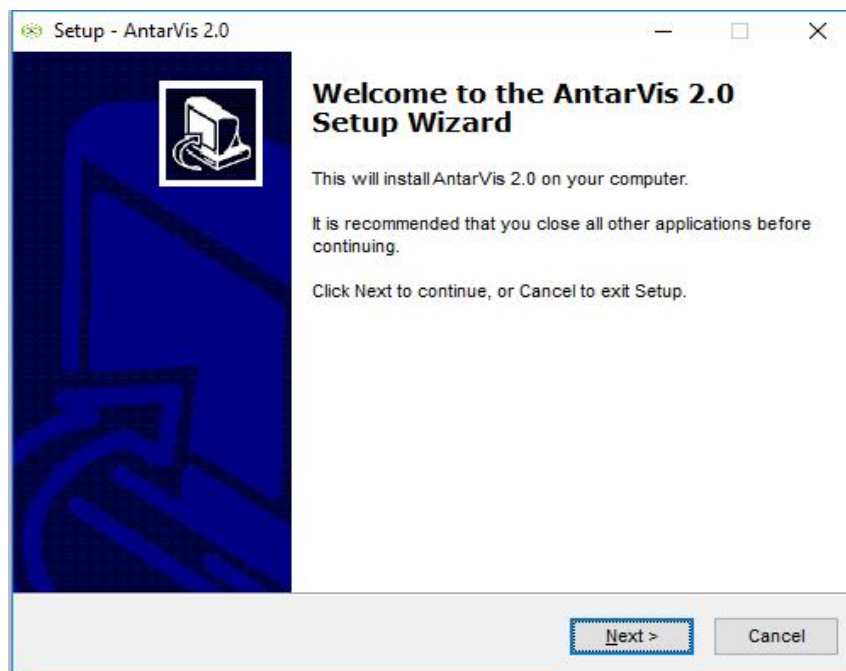 Setup - AntarVis 2.0
Welcome to the AntarVis 2.0
Setup Wizard
This will install AntarVis 2.0 on your computer.
It is recommended that you close all other applications before
continuing.
Click Next to continue, or Cancel to exit Setup.
Next >
Cancel